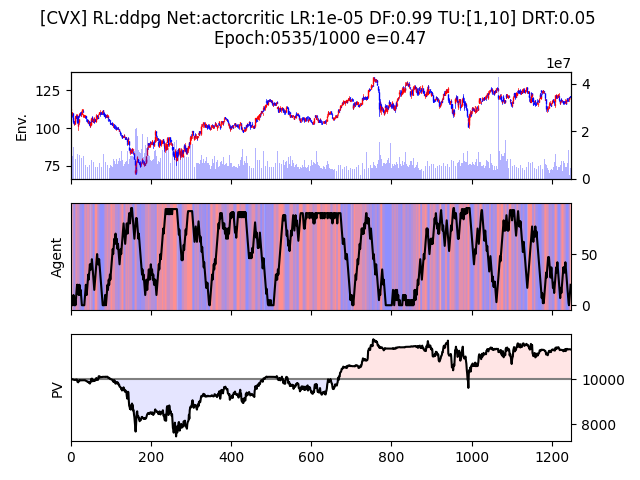 [CVX] RL:ddpg Net:actorcritic LR:1e-05 DF:0.99 TU:[1,10] DRT:0.05
Epoch:0535/1000 e=0.47
1e7
125
100
75
Env.
4
2
0
Agent
50
0
PV
10000
8000
0 200 400 600 800 1000 1200